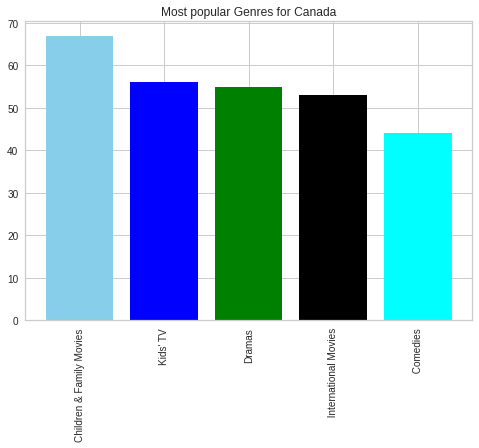 Most popular Genres for Canada
70
60
50
40
30
20
10
0
Children & Family Movies
Kids' TV
Dramas
International Movies
Comedies